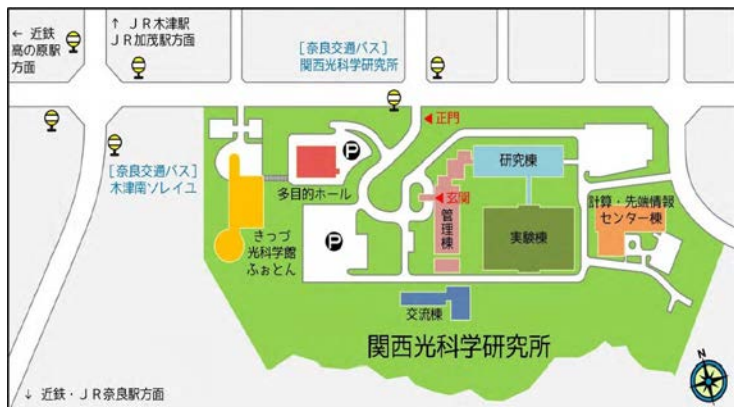 ← 近鉄
高の原駅
方面
↑ ＪＲ木津駅
ＪＲ加茂駅方面
［奈良交通バス］
関西光科学研究所
正門
［奈良交通バス］
木津南ソレイユ
P
多目的ホール
研究棟
玄関
管理棟
実験棟
計算・先端情報
センター棟
きっづ
光科学館
ふぉとん
P
交流棟
関西光科学研究所
N
↓ 近鉄・ＪＲ奈良駅方面